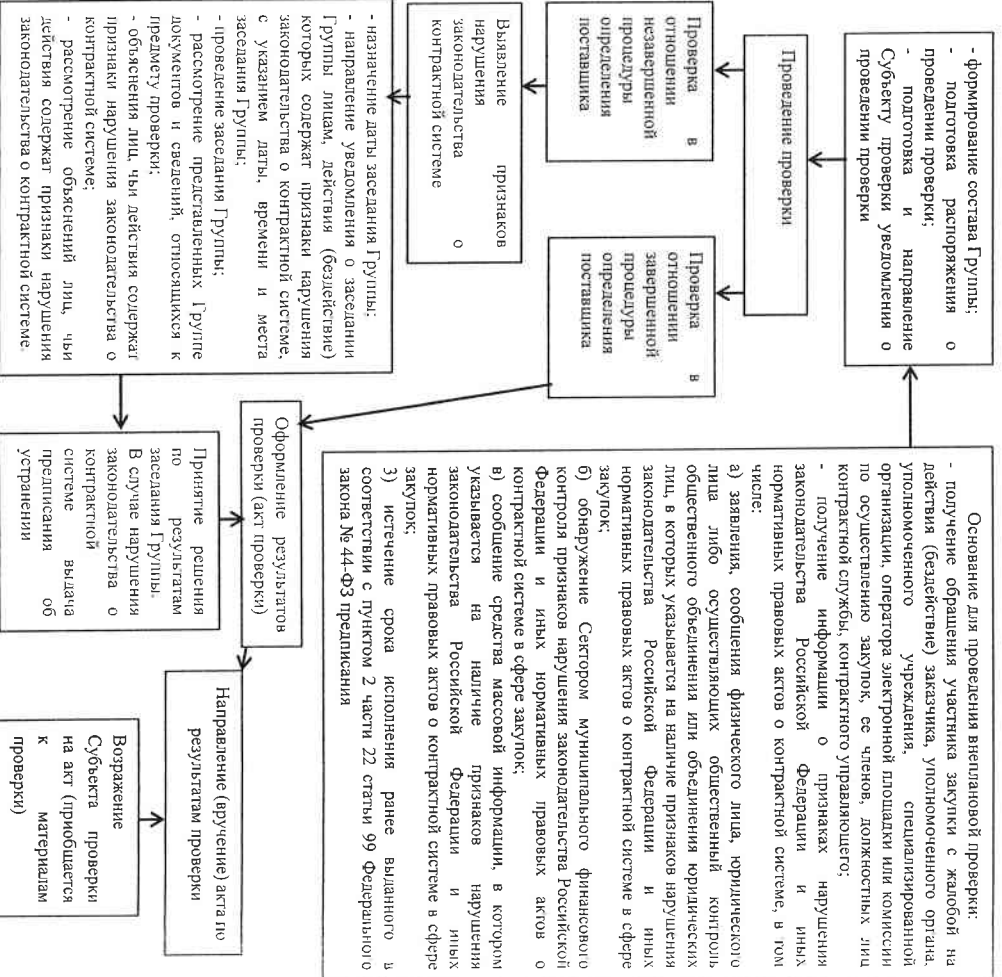 Основание для проведения внеплановой проверки:
- получение обращения участника закупки с жалобой на
действия (бездействие) заказчика, уполномоченного органа,
уполномоченного учреждения, специализированной
организации, оператора электронной площадки или комиссии
по осуществлению закупок, ее членов, должностных лиц
контрактной службы, контрактного управляющего;
- получение информации о признаках нарушения
законодательства Российской Федерации и иных
нормативных правовых актов о контрактной системе, в том
числе:
а) заявления, сообщения физического лица, юридического
лица либо осуществляющих общественный контроль
общественного объединения или объединения юридических
лиц, в которых указывается на наличие признаков нарушения
законодательства Российской Федерации и иных
нормативных правовых актов о контрактной системе в сфере
закупок;
б) обнаружение Сектором муниципального финансового
контроля признаков нарушения законодательства Российской
Федерации и иных нормативных правовых актов о
контрактной системе в сфере закупок;
в) сообщение средства массовой информации, в котором
указывается на наличие признаков нарушения
законодательства Российской Федерации и иных
нормативных правовых актов о контрактной системе в сфере
закупок;
3) истечение срока исполнения ранее выданного в
соответствии с пунктом 2 части 22 статьи 99 Федерального
закона № 44-ФЗ предписания
- формирование состава Группы;
- подготовка распоряжения о
проведении проверки;
- подготовка и направление
Субъекту проверки уведомления о
проведении проверки
Проведение проверки
Проверка в
отношении
незавершенной
процедуры
определения
поставщика
Проверка в
отношении
завершенной
процедуры
определения
поставщика
Выявление признаков
нарушения
законодательства о
контрактной системе
- назначение даты заседания Группы;
- направление уведомления о заседании
Группы лицам, действия (бездействие)
которых содержат признаки нарушения
законодательства о контрактной системе,
с указанием даты, времени и места
заседания Группы;
- проведение заседания Группы;
- рассмотрение представленных Группе
документов и сведений, относящихся к
предмету проверки;
- объяснения лиц, чьи действия содержат
признаки нарушения законодательства о
контрактной системе;
- рассмотрение объяснений лиц, чьи
действия содержат признаки нарушения
законодательства о контрактной системе.
Принятие решения
по результатам
заседания Группы.
В случае нарушения
законодательства о
контрактной
системе выдача
предписания об
устранении
Оформление результатов
проверки (акт проверки)
Направление (вручение) акта по
результатам проверки
Возражение
Субъекта проверки
на акт (приобщается
к материалам
проверки)